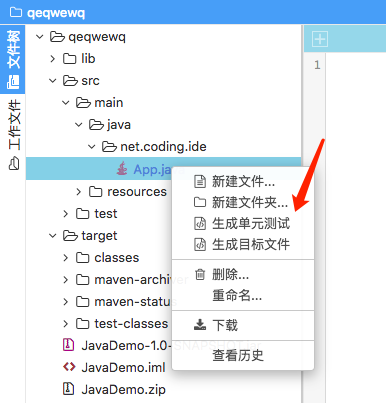 qeqwewq
文件树
工作文件
qeqwewq
lib
src
main
java
net.coding.ide
App.ja
resources
test
target
classes
maven-archiver
maven-status
test-classes
JavaDemo-1.0-SNAPSHOT
JavaDemo.iml
JavaDemo.zip
1
新建文件...
新建文件夹...
生成单元测试
生成目标文件
删除...
重命名...
下载
查看历史